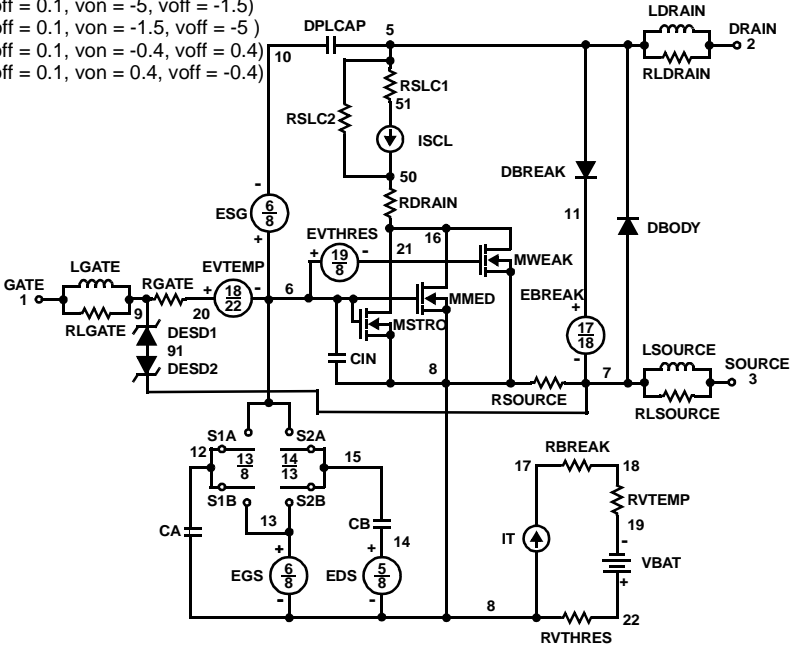 off = 0.1, von = -5, voff = -1.5)
off = 0.1, von = -1.5, voff = -5 )
off = 0.1, von = -0.4, voff = 0.4)
off = 0.1, von = 0.4, voff = -0.4)
DPLCAP
10
5
LDRAIN
DRAIN
2
RLDRAIN
RSLC1
51
RSLC2
ISCL
50
RDRAIN
DBREAK
11
DBODY
-
ESG
6
8
+
EVTHRES
+
19
8
-
21
16
MWEAK
GATE
1
LGATE
RLGATE
9
RGATE
20
EVTEMP
+
18
22
-
6
MMED
MSTRO
DESD1
91
DESD2
CIN
8
EBREAK
+
17
18
-
RSOURCE
7
LSOURCE
SOURCE
3
RLSOURCE
S1A
S2A
12
13
8
14
13
15
S1B
S2B
13
CA
CB
14
+
EGS
6
8
-
+
EDS
5
8
-
RBREAK
17
18
RVTEMP
19
IT
-
VBAT
+
8
22
RVTHRES